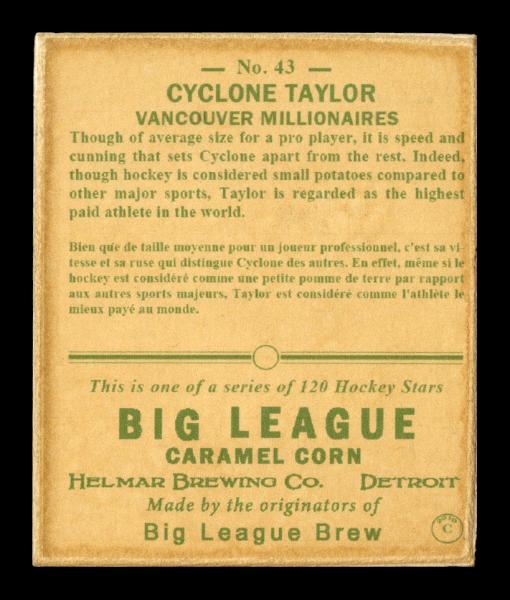 — No. 43 —
CYCLONE TAYLOR
VANCOUVER MILLIONAIRES
Though of average size for a pro player, it is speed and
cunning that sets Cyclone apart from the rest. Indeed,
though hockey is considered small potatoes compared to
other major sports, Taylor is regarded as the highest
paid athlete in the world.
Bien que de taille moyenne pour un joueur professionnel, c'est sa vi-
tesse et sa ruse qui distingue Cyclone des autres. En effet, même si le
hockey est considéré comme une petite pomme de terre par rapport
aux autres sports majeurs, Taylor est considéré comme l'athlète le
mieux payé au monde.
This is one of a series of 120 Hockey Stars
BIG LEAGUE
CARAMEL CORN
HELMAR BREWING CO. DETROIT
Made by the originators of
Big League Brew
C